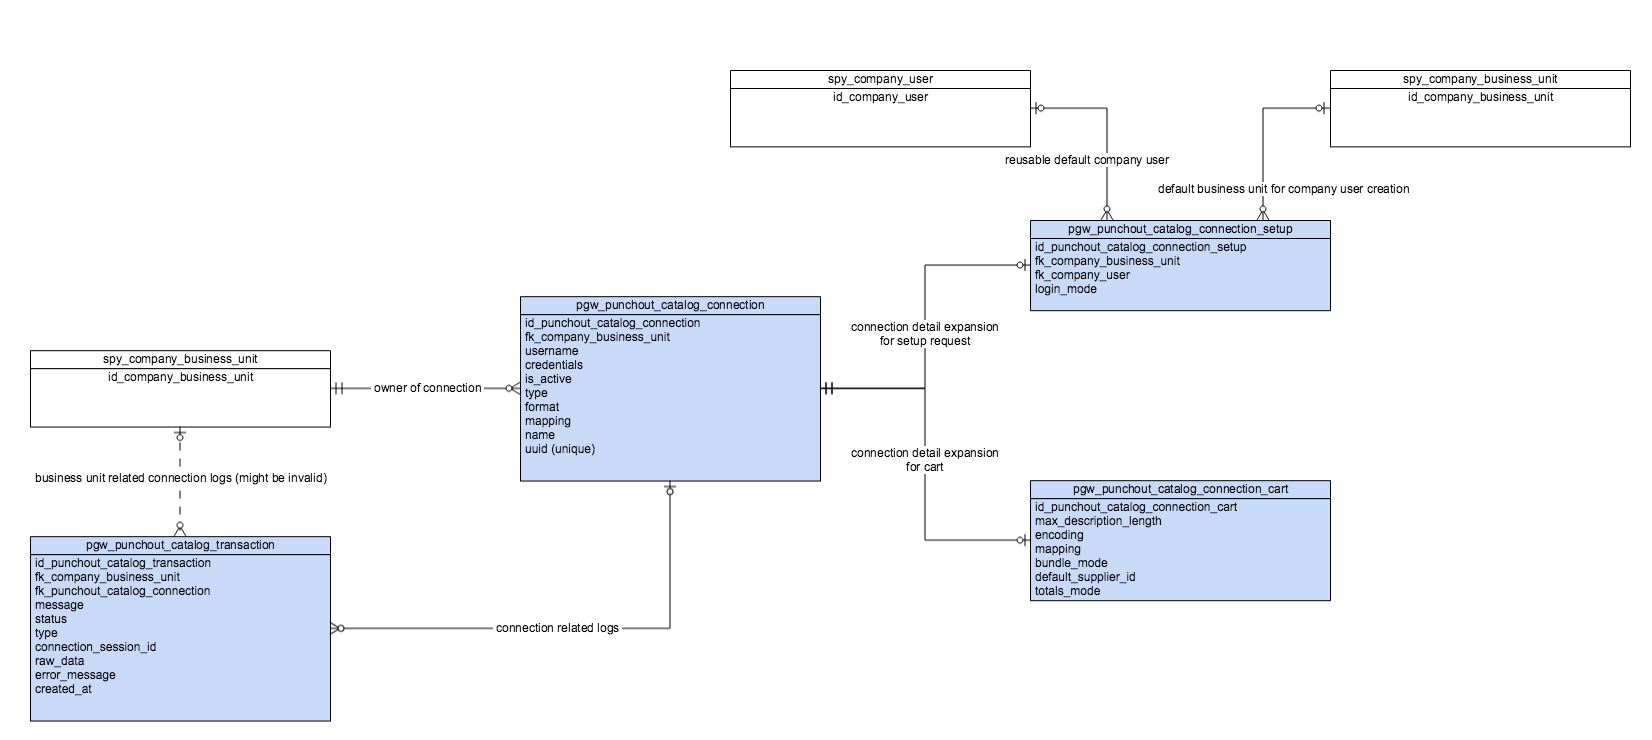 spy_company_user
id_company_user
spy_company_business_unit
id_company_business_unit
reusable default company user
default business unit for company user creation
pgw_punchout_catalog_connection_setup
id_punchout_catalog_connection_setup
fk_company_business_unit
fk_company_user
login_mode
pgw_punchout_catalog_connection
id_punchout_catalog_connection
fk_company_business_unit
username
credentials
is_active
type
format
mapping
name
uuid (unique)
connection detail expansion
for setup request
spy_company_business_unit
id_company_business_unit
owner of connection
connection detail expansion
for cart
business unit related connection logs (might be invalid)
pgw_punchout_catalog_connection_cart
id_punchout_catalog_connection_cart
max_description_length
encoding
mapping
bundle_mode
default_supplier_id
totals_mode
pgw_punchout_catalog_transaction
id_punchout_catalog_transaction
fk_company_business_unit
fk_punchout_catalog_connection
message
status
type
connection_session_id
raw_data
error_message
created_at
connection related logs